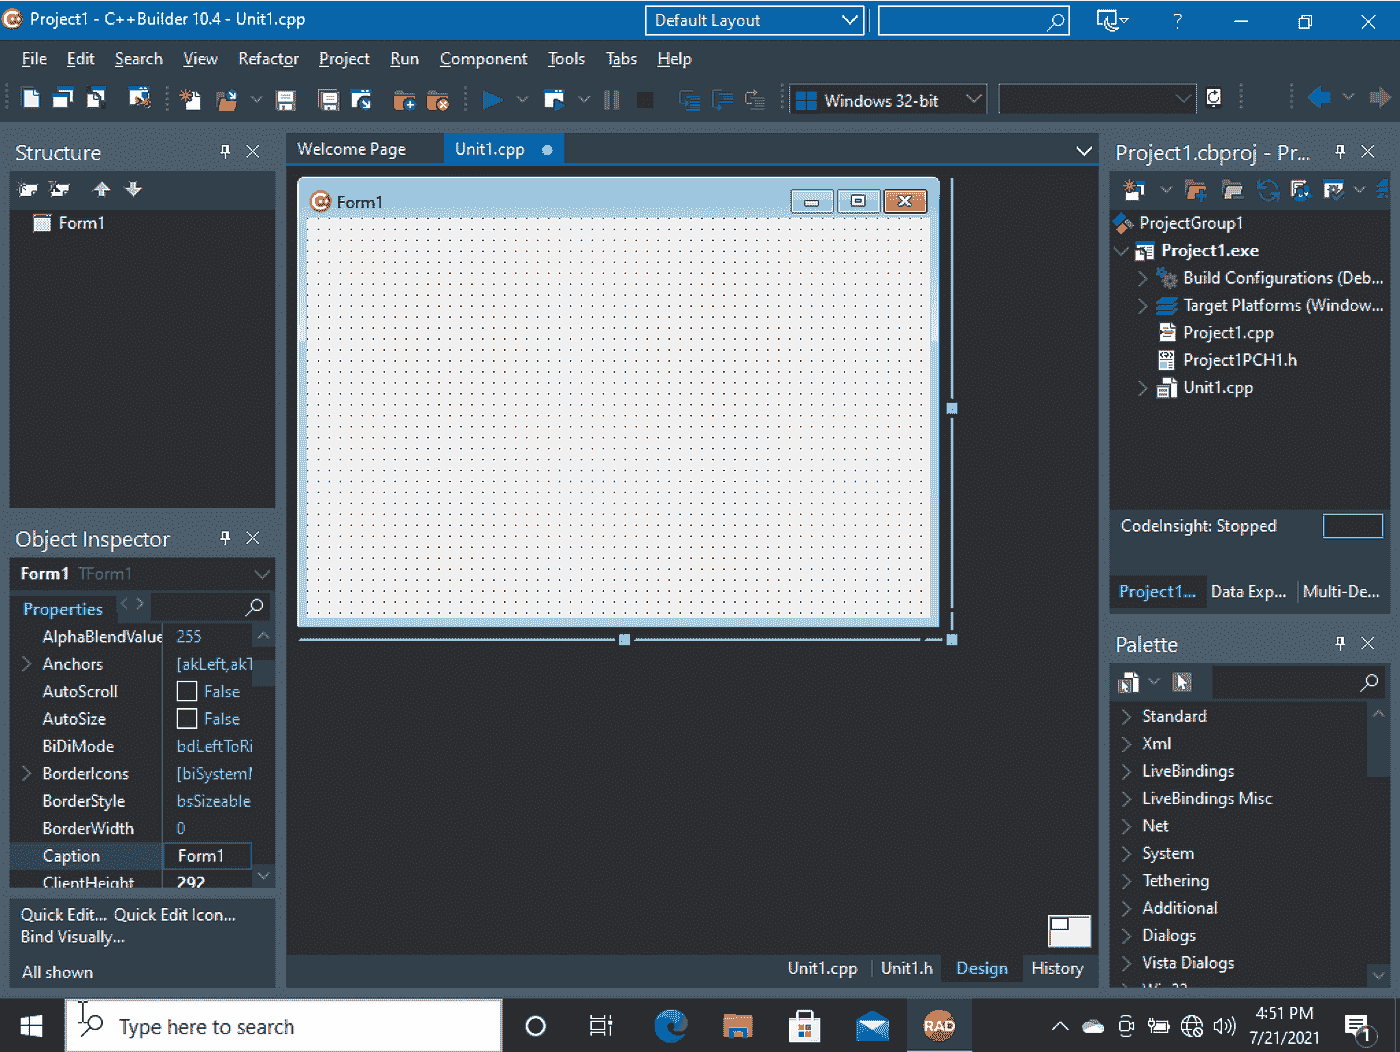 Project1 - C++Builder 10.4 - Unit1.cpp
Default Layout
?
File Edit Search View Refactor Project Run Component Tools Tabs Help
Windows 32-bit
Structure
Form1
Welcome Page
Unit1.cpp
Form1
Project1.cbproj - Pr...
ProjectGroup1
Project1.exe
Build Configurations (Deb...
Target Platforms (Window...
Project1.cpp
Project1PCH1.h
Unit1.cpp
CodeInsight: Stopped
Project1... Data Exp... Multi-De...
Object Inspector
Form1 TForm1
Properties
AlphaBlendValue 255
Anchors [akLeft,akT
AutoScroll False
AutoSize False
BiDiMode bdLeftToRi
BorderIcons [biSystem
BorderStyle bsSizeable
BorderWidth 0
Caption Form1
ClientHeight 292
Quick Edit... Quick Edit Icon...
Bind Visually...
All shown
Palette
Standard
Xml
LiveBindings
LiveBindings Misc
Net
System
Tethering
Additional
Dialogs
Vista Dialogs
Unit1.cpp Unit1.h Design History
Type here to search
RAD
4:51 PM
7/21/2021
1